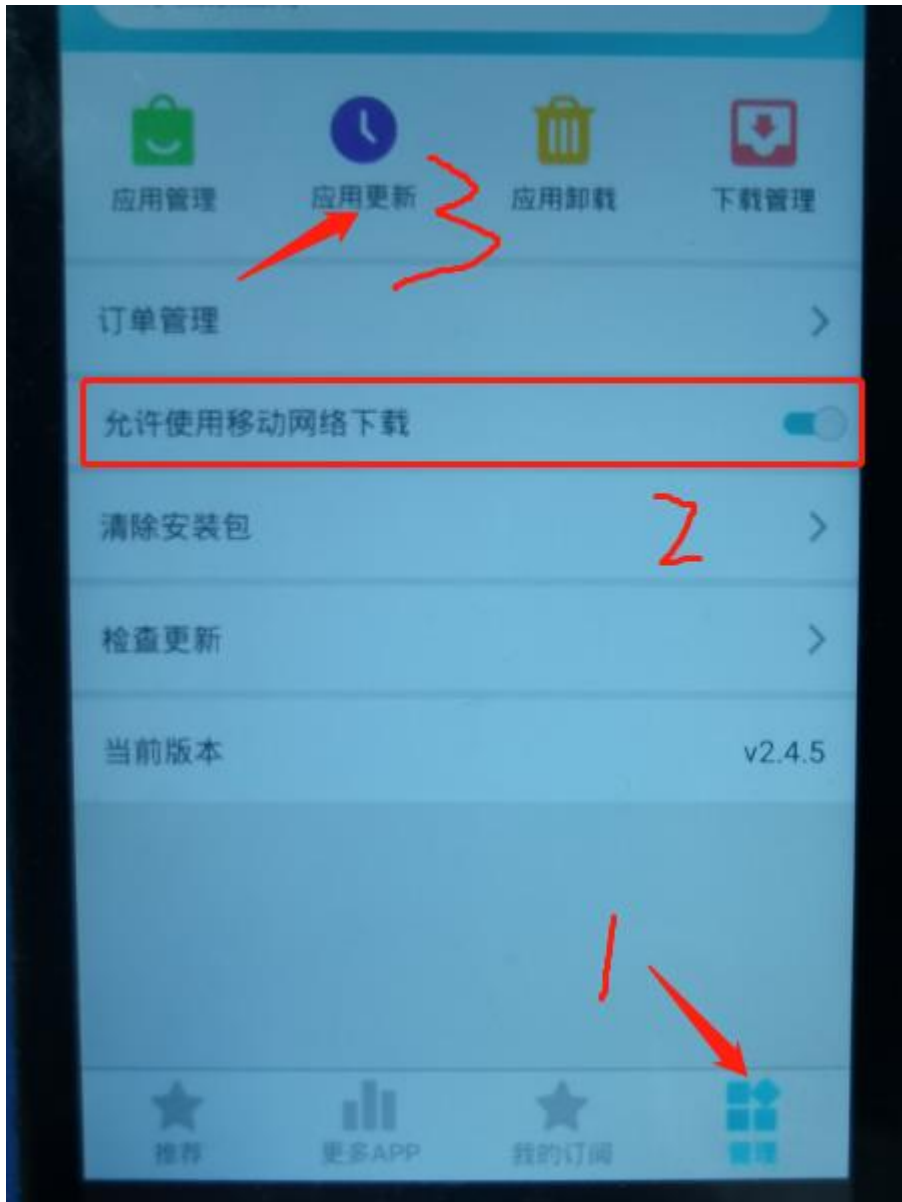 应用管理 应用更新 应用卸载 下载管理
3
订单管理
允许使用移动网络下载
2
清除安装包
检查更新
当前版本 v2.4.5
1
推荐 更多APP 我的订阅 管理